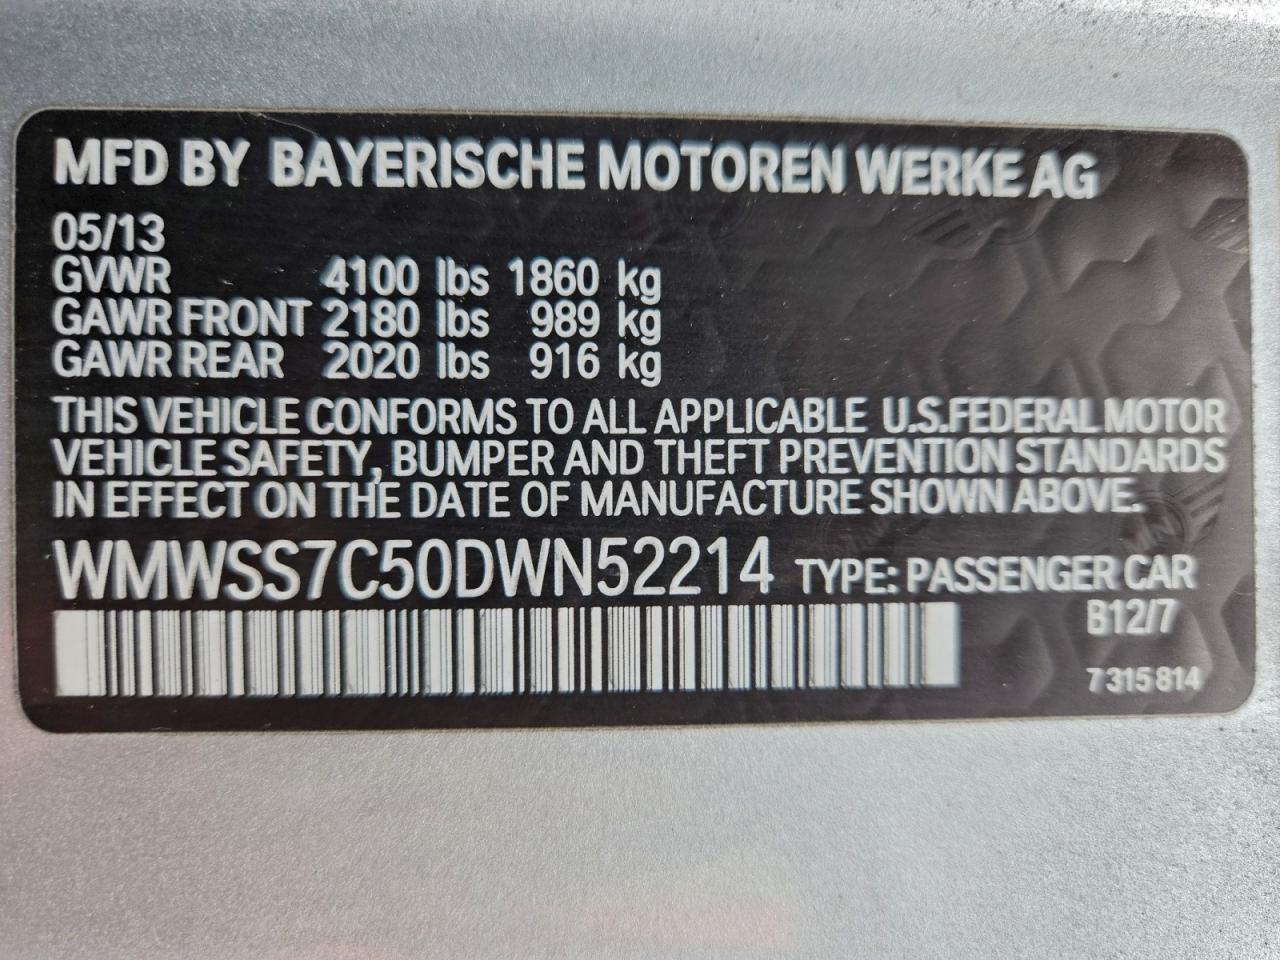 MFD BY BAYERISCHE MOTOREN WERKE AG
05/13
GVWR 4100 lbs 1860 kg
GAWR FRONT 2180 lbs 989 kg
GAWR REAR 2020 lbs 916 kg
THIS VEHICLE CONFORMS TO ALL APPLICABLE U.S.FEDERAL MOTOR
VEHICLE SAFETY, BUMPER AND THEFT PREVENTION STANDARDS
IN EFFECT ON THE DATE OF MANUFACTURE SHOWN ABOVE.
WMWSS7C50DWN52214 TYPE: PASSENGER CAR
B12/7
7 315 814